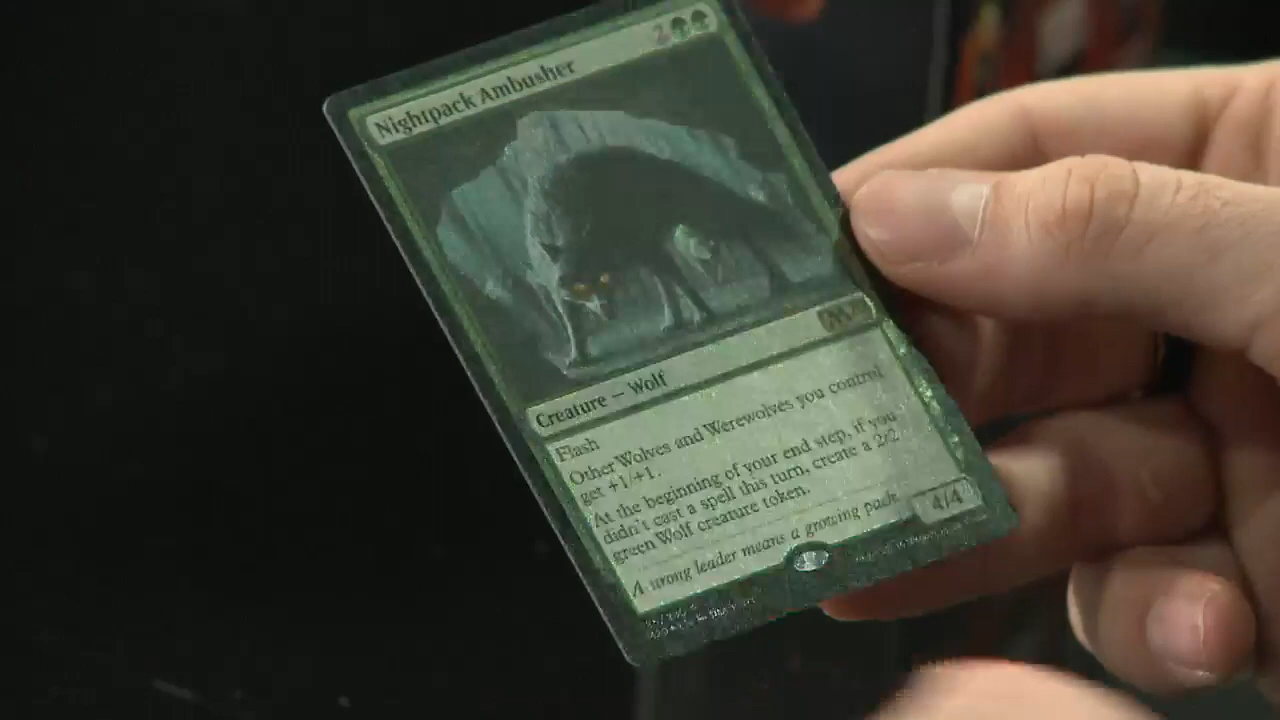 Nightpack Ambusher 2
Creature — Wolf
Flash
Other Wolves and Werewolves you control
get +1/+1.
At the beginning of your end step, if you
didn't cast a spell this turn, create a 2/2
green Wolf creature token.
A strong leader means a growing pack.
4/4